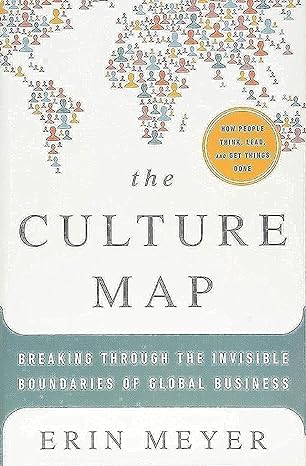 HOW PEOPLE
THINK, LEAD,
AND GET THINGS
DONE
the
CULTURE
MAP
BREAKING THROUGH THE INVISIBLE
BOUNDARIES OF GLOBAL BUSINESS
ERIN MEYER